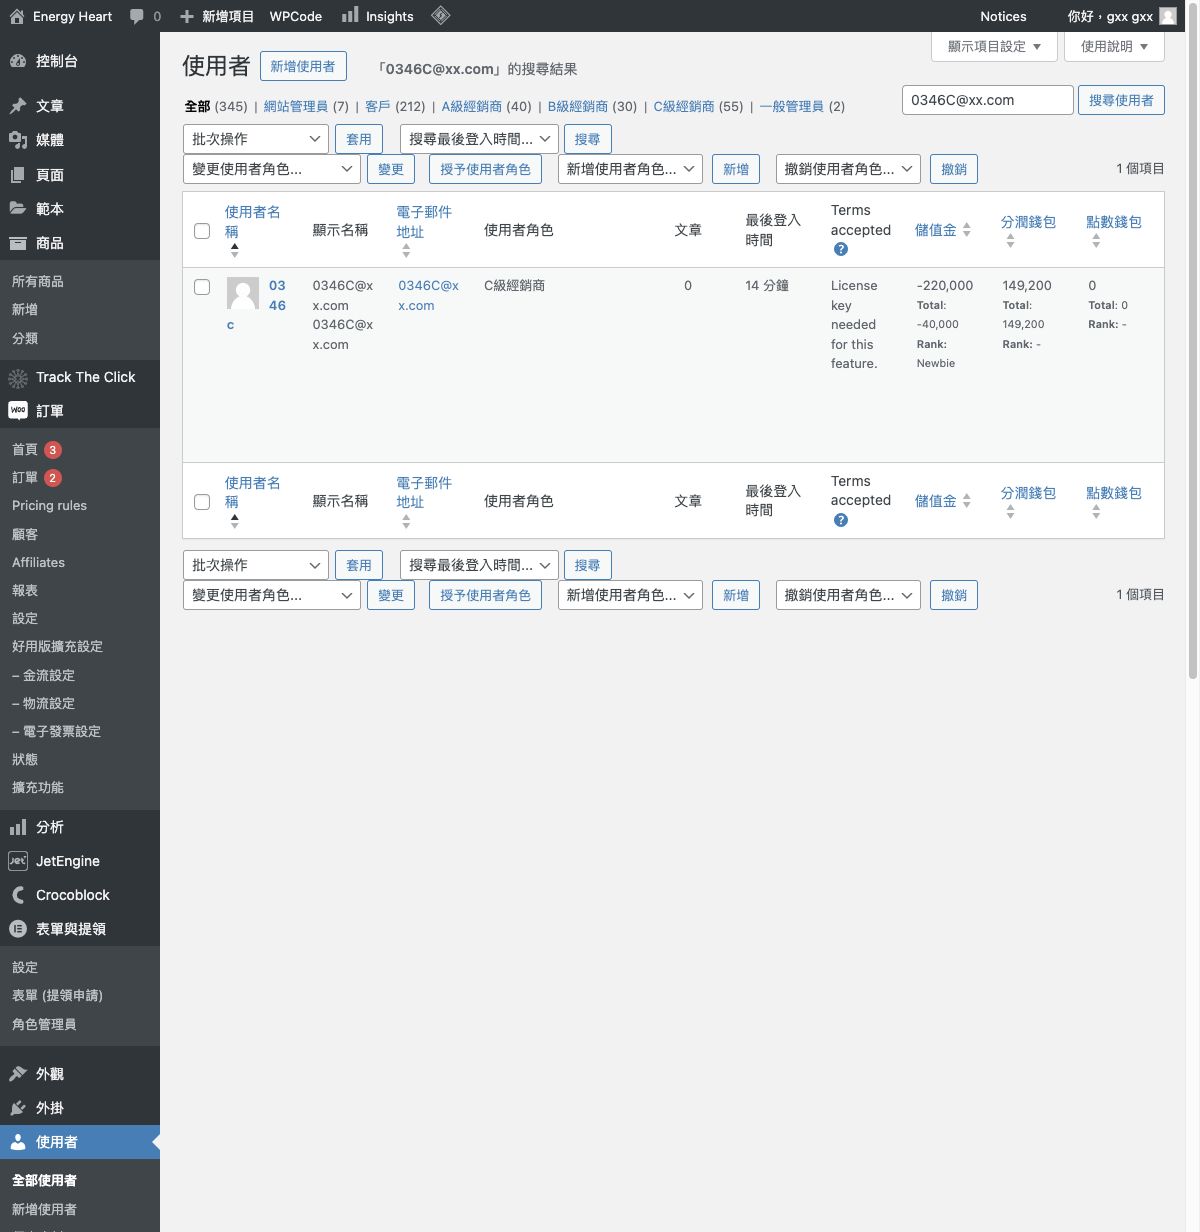 Energy Heart 0 新增項目 WPCode Insights Notices 你好，gxx gxx
控制台
文章
媒體
頁面
範本
商品
所有商品
新增
分類
Track The Click
訂單
首頁 3
訂單 2
Pricing rules
顧客
Affiliates
報表
設定
好用版擴充設定
– 金流設定
– 物流設定
– 電子發票設定
狀態
擴充功能
分析
JetEngine
Crocoblock
表單與提領
設定
表單 (提領申請)
角色管理員
外觀
外掛
使用者
全部使用者
新增使用者
顯示項目設定 ▼ 使用說明 ▼
使用者 新增使用者 「0346C@xx.com」的搜尋結果
全部 (345) | 網站管理員 (7) | 客戶 (212) | A級經銷商 (40) | B級經銷商 (30) | C級經銷商 (55) | 一般管理員 (2)
0346C@xx.com 搜尋使用者
批次操作 套用 搜尋最後登入時間... 搜尋
變更使用者角色... 變更 授予使用者角色 新增使用者角色... 新增 撤銷使用者角色... 撤銷 1 個項目
使用者名
稱
顯示名稱
電子郵件
地址
使用者角色
文章
最後登入
時間
Terms
accepted
?
儲值金
分潤錢包
點數錢包
03
46
c
0346C@x
x.com
0346C@x
x.com
0346C@x
x.com
C級經銷商
0
14 分鐘
License
key
needed
for this
feature.
-220,000
Total:
-40,000
Rank:
Newbie
149,200
Total:
149,200
Rank: -
0
Total: 0
Rank: -
使用者名
稱
顯示名稱
電子郵件
地址
使用者角色
文章
最後登入
時間
Terms
accepted
?
儲值金
分潤錢包
點數錢包
批次操作 套用 搜尋最後登入時間... 搜尋
變更使用者角色... 變更 授予使用者角色 新增使用者角色... 新增 撤銷使用者角色... 撤銷 1 個項目